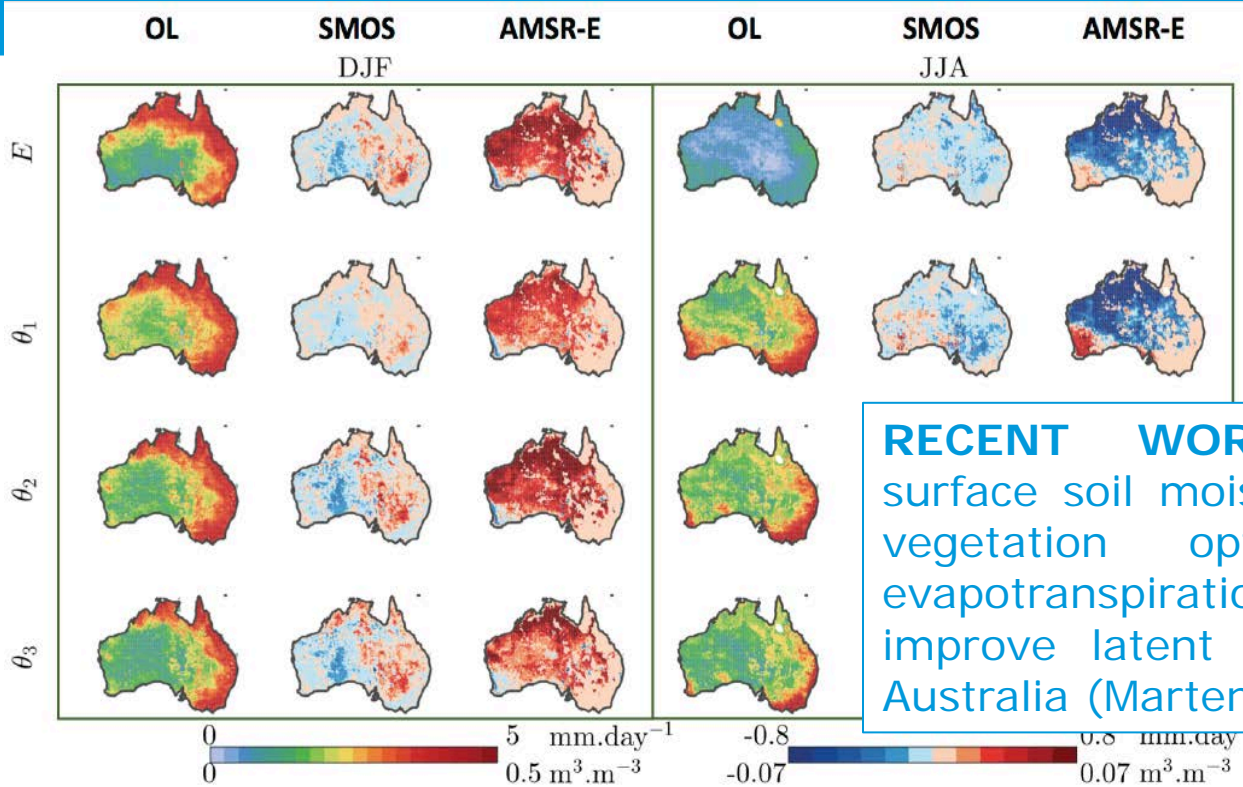 OL SMOS AMSR-E OL SMOS AMSR-E
DJF JJA
E
θ1
θ2
θ3
RECENT
surface soil
vegetation
improve latent
Australia
0 5 mm.day−1 -0.8
0 0.5 m3.m−3 -0.07 0.07 m3.m−3